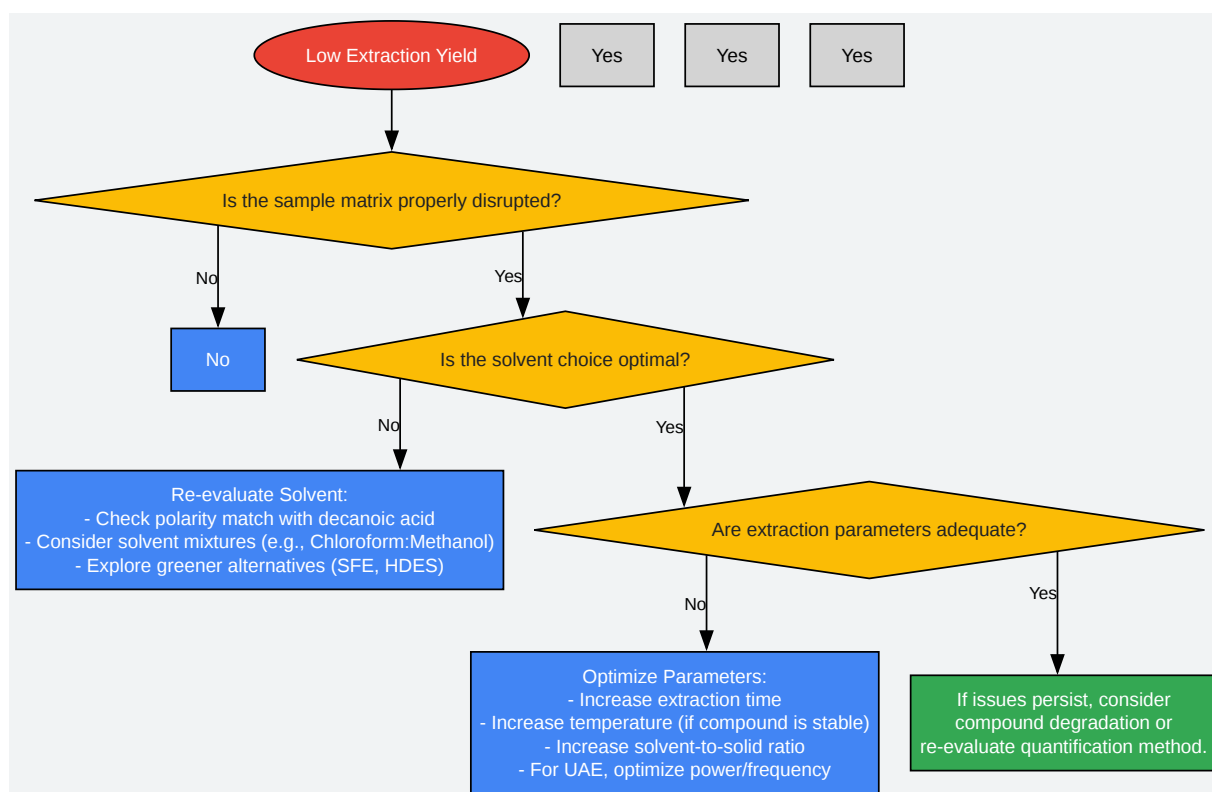 Low Extraction Yield
Yes
Yes
Yes
Is the sample matrix properly disrupted?
No
Yes
No
Is the solvent choice optimal?
No
Yes
Re-evaluate Solvent:
- Check polarity match with decanoic acid
- Consider solvent mixtures (e.g., Chloroform:Methanol)
- Explore greener alternatives (SFE, HDES)
Are extraction parameters adequate?
No
Yes
Optimize Parameters:
- Increase extraction time
- Increase temperature (if compound is stable)
- Increase solvent-to-solid ratio
- For UAE, optimize power/frequency
If issues persist, consider
compound degradation or
re-evaluate quantification method.